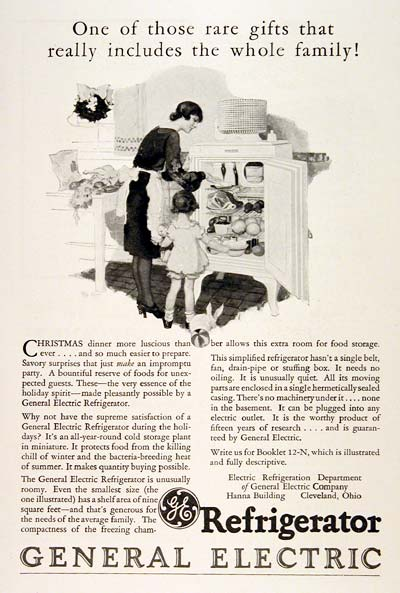 One of those rare gifts that
really includes the whole family!
CHRISTMAS dinner more luscious than
ever . . . . and so much easier to prepare.
Savory surprises that just make an impromptu
party. A bountiful reserve of foods for unex-
pected guests. These—the very essence of the
holiday spirit—made pleasantly possible by a
General Electric Refrigerator.
Why not have the supreme satisfaction of a
General Electric Refrigerator during the holi-
days? It's an all-year-round cold storage plant
in miniature. It protects food from the killing
chill of winter and the bacteria-breeding heat
of summer. It makes quantity buying possible.
The General Electric Refrigerator is unusually
roomy. Even the smallest size (the
one illustrated) has a shelf area of nine
square feet—and that's generous for
the needs of the average family. The
compactness of the freezing cham-
ber allows this extra room for food storage.
This simplified refrigerator hasn't a single belt,
fan, drain-pipe or stuffing box. It needs no
oiling. It is unusually quiet. All its moving
parts are enclosed in a single hermetically sealed
casing. There's no machinery under it . . . . none
in the basement. It can be plugged into any
electric outlet. It is the worthy product of
fifteen years of research . . . . and is guaran-
teed by General Electric.
Write us for Booklet 12-N, which is illustrated
and fully descriptive.
Electric Refrigeration Department
of General Electric Company
Hanna Building Cleveland, Ohio
GE Refrigerator
GENERAL ELECTRIC